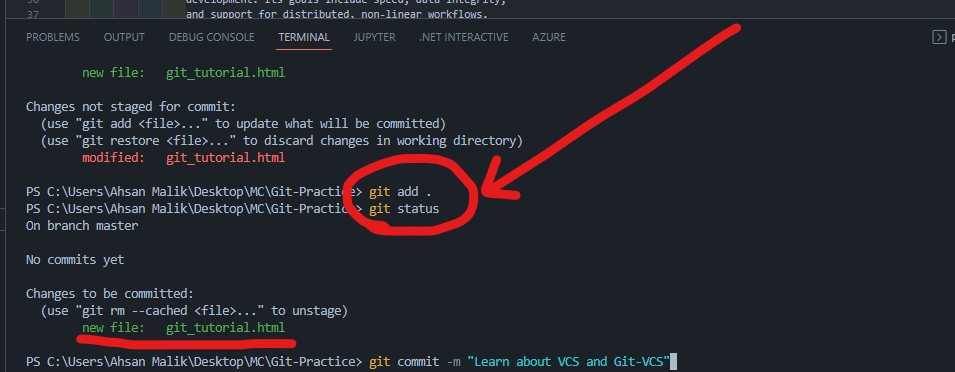 development. Its goals include speed, data integrity,
37 and support for distributed, non-linear workflows.
PROBLEMS OUTPUT DEBUG CONSOLE TERMINAL JUPYTER .NET INTERACTIVE AZURE
new file: git_tutorial.html
Changes not staged for commit:
(use "git add <file>..." to update what will be committed)
(use "git restore <file>..." to discard changes in working directory)
modified: git_tutorial.html
PS C:\Users\Ahsan Malik\Desktop\MC\Git-Practice> git add .
PS C:\Users\Ahsan Malik\Desktop\MC\Git-Practice> git status
On branch master
No commits yet
Changes to be committed:
(use "git rm --cached <file>..." to unstage)
new file: git_tutorial.html
PS C:\Users\Ahsan Malik\Desktop\MC\Git-Practice> git commit -m "Learn about VCS and Git-VCS"